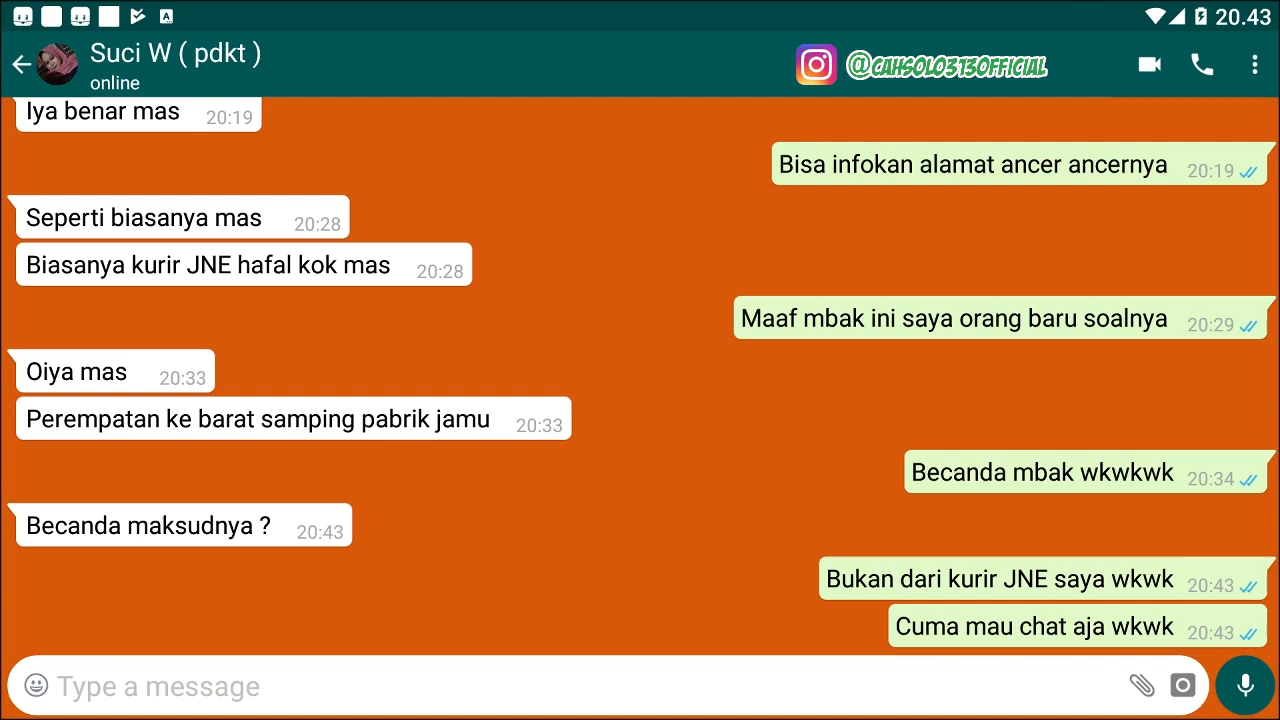 20.43
Suci W ( pdkt )
online
@CAHSOLO313OFFICIAL
Iya benar mas 20:19
Bisa infokan alamat ancer ancernya 20:19
Seperti biasanya mas 20:28
Biasanya kurir JNE hafal kok mas 20:28
Maaf mbak ini saya orang baru soalnya 20:29
Oiya mas 20:33
Perempatan ke barat samping pabrik jamu 20:33
Becanda mbak wkwkwk 20:34
Becanda maksudnya ? 20:43
Bukan dari kurir JNE saya wkwk 20:43
Cuma mau chat aja wkwk 20:43
Type a message